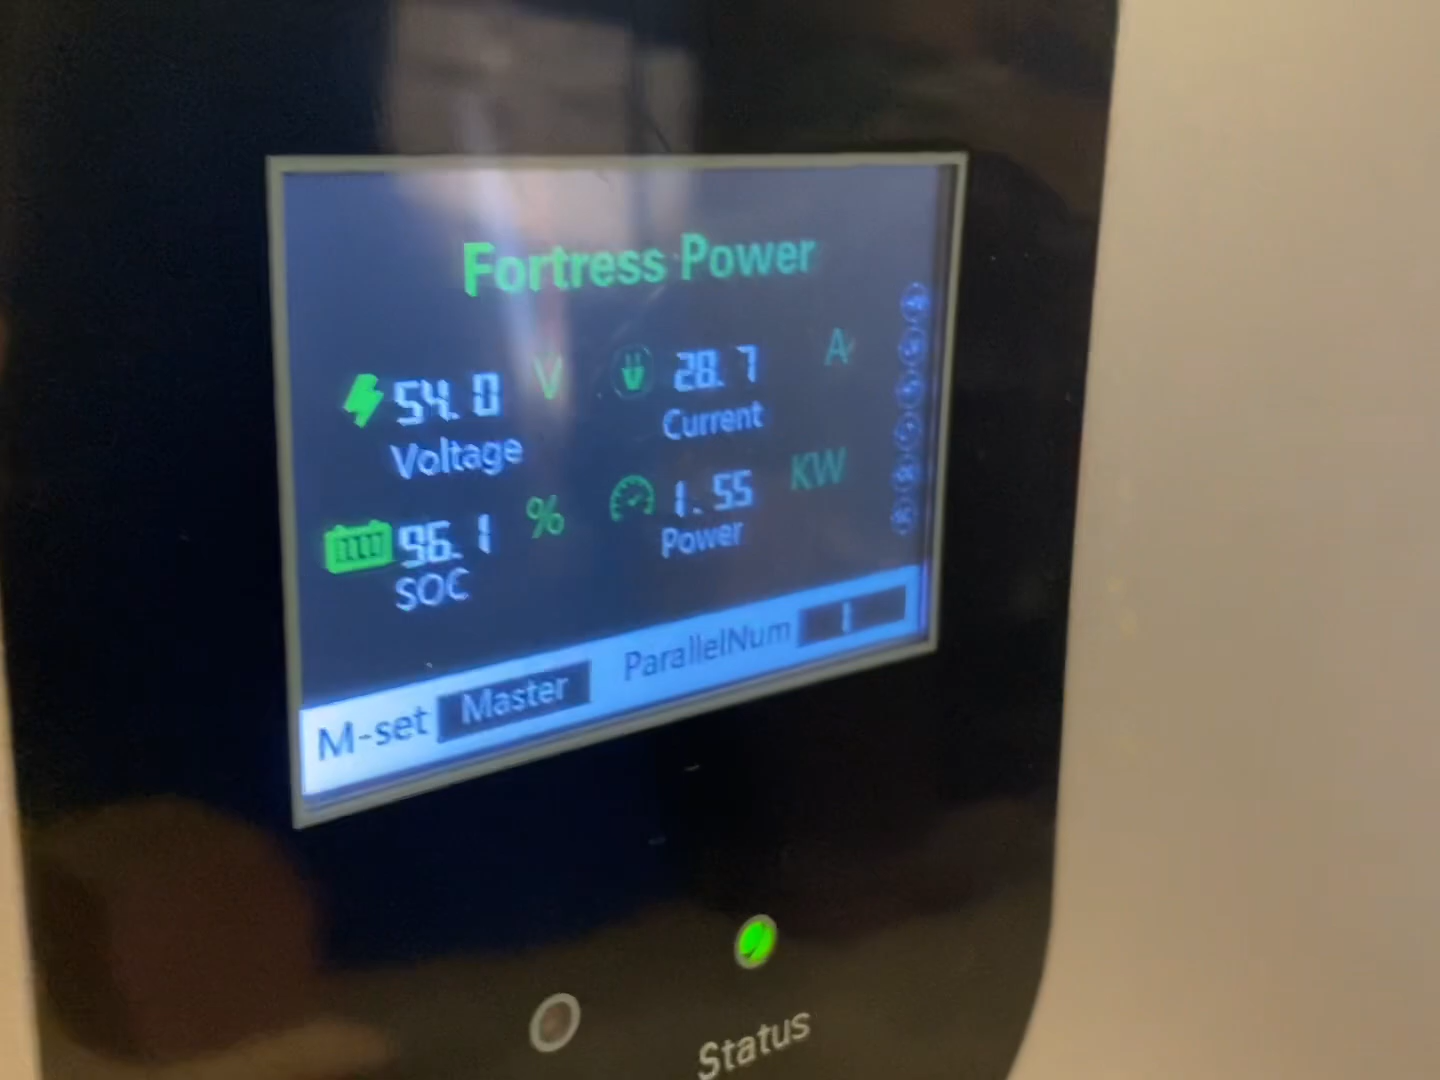 Fortress Power
54.0 V
Voltage
28.7 A
Current
96.1 %
SOC
1.55 KW
Power
M-set Master ParallelNum 1
Status